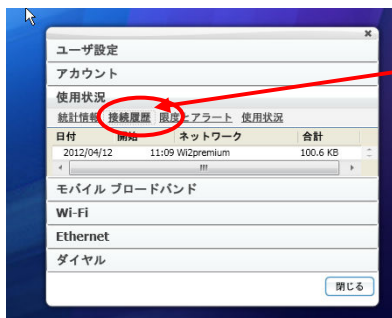 ユーザ設定
アカウント
使用状況
統計情報 接続履歴 限度とアラート 使用状況
日付 開始 ネットワーク 合計
2012/04/12 11:09 Wi2premium 100.6 KB
モバイル ブロードバンド
Wi-Fi
Ethernet
ダイヤル
閉じる